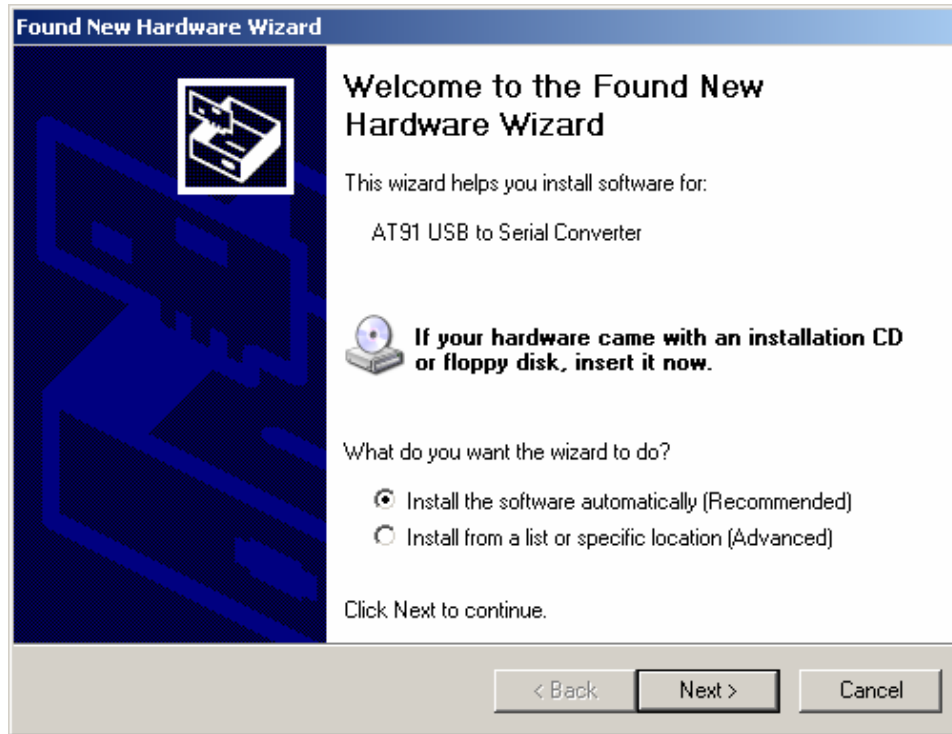 Found New Hardware Wizard
Welcome to the Found New
Hardware Wizard
This wizard helps you install software for:
AT91 USB to Serial Converter
If your hardware came with an installation CD
or floppy disk, insert it now.
What do you want the wizard to do?
Install the software automatically (Recommended)
Install from a list or specific location (Advanced)
Click Next to continue.
< Back
Next >
Cancel